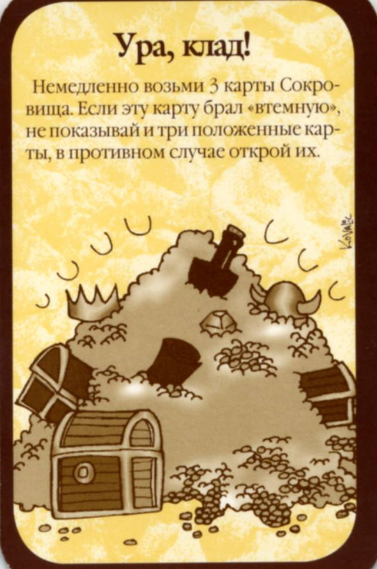 Ура, клад!
Немедленно возьми 3 карты Сокро-
вища. Если эту карту брал «втемную»,
не показывай и три положенные кар-
ты, в противном случае открой их.
Kovalic